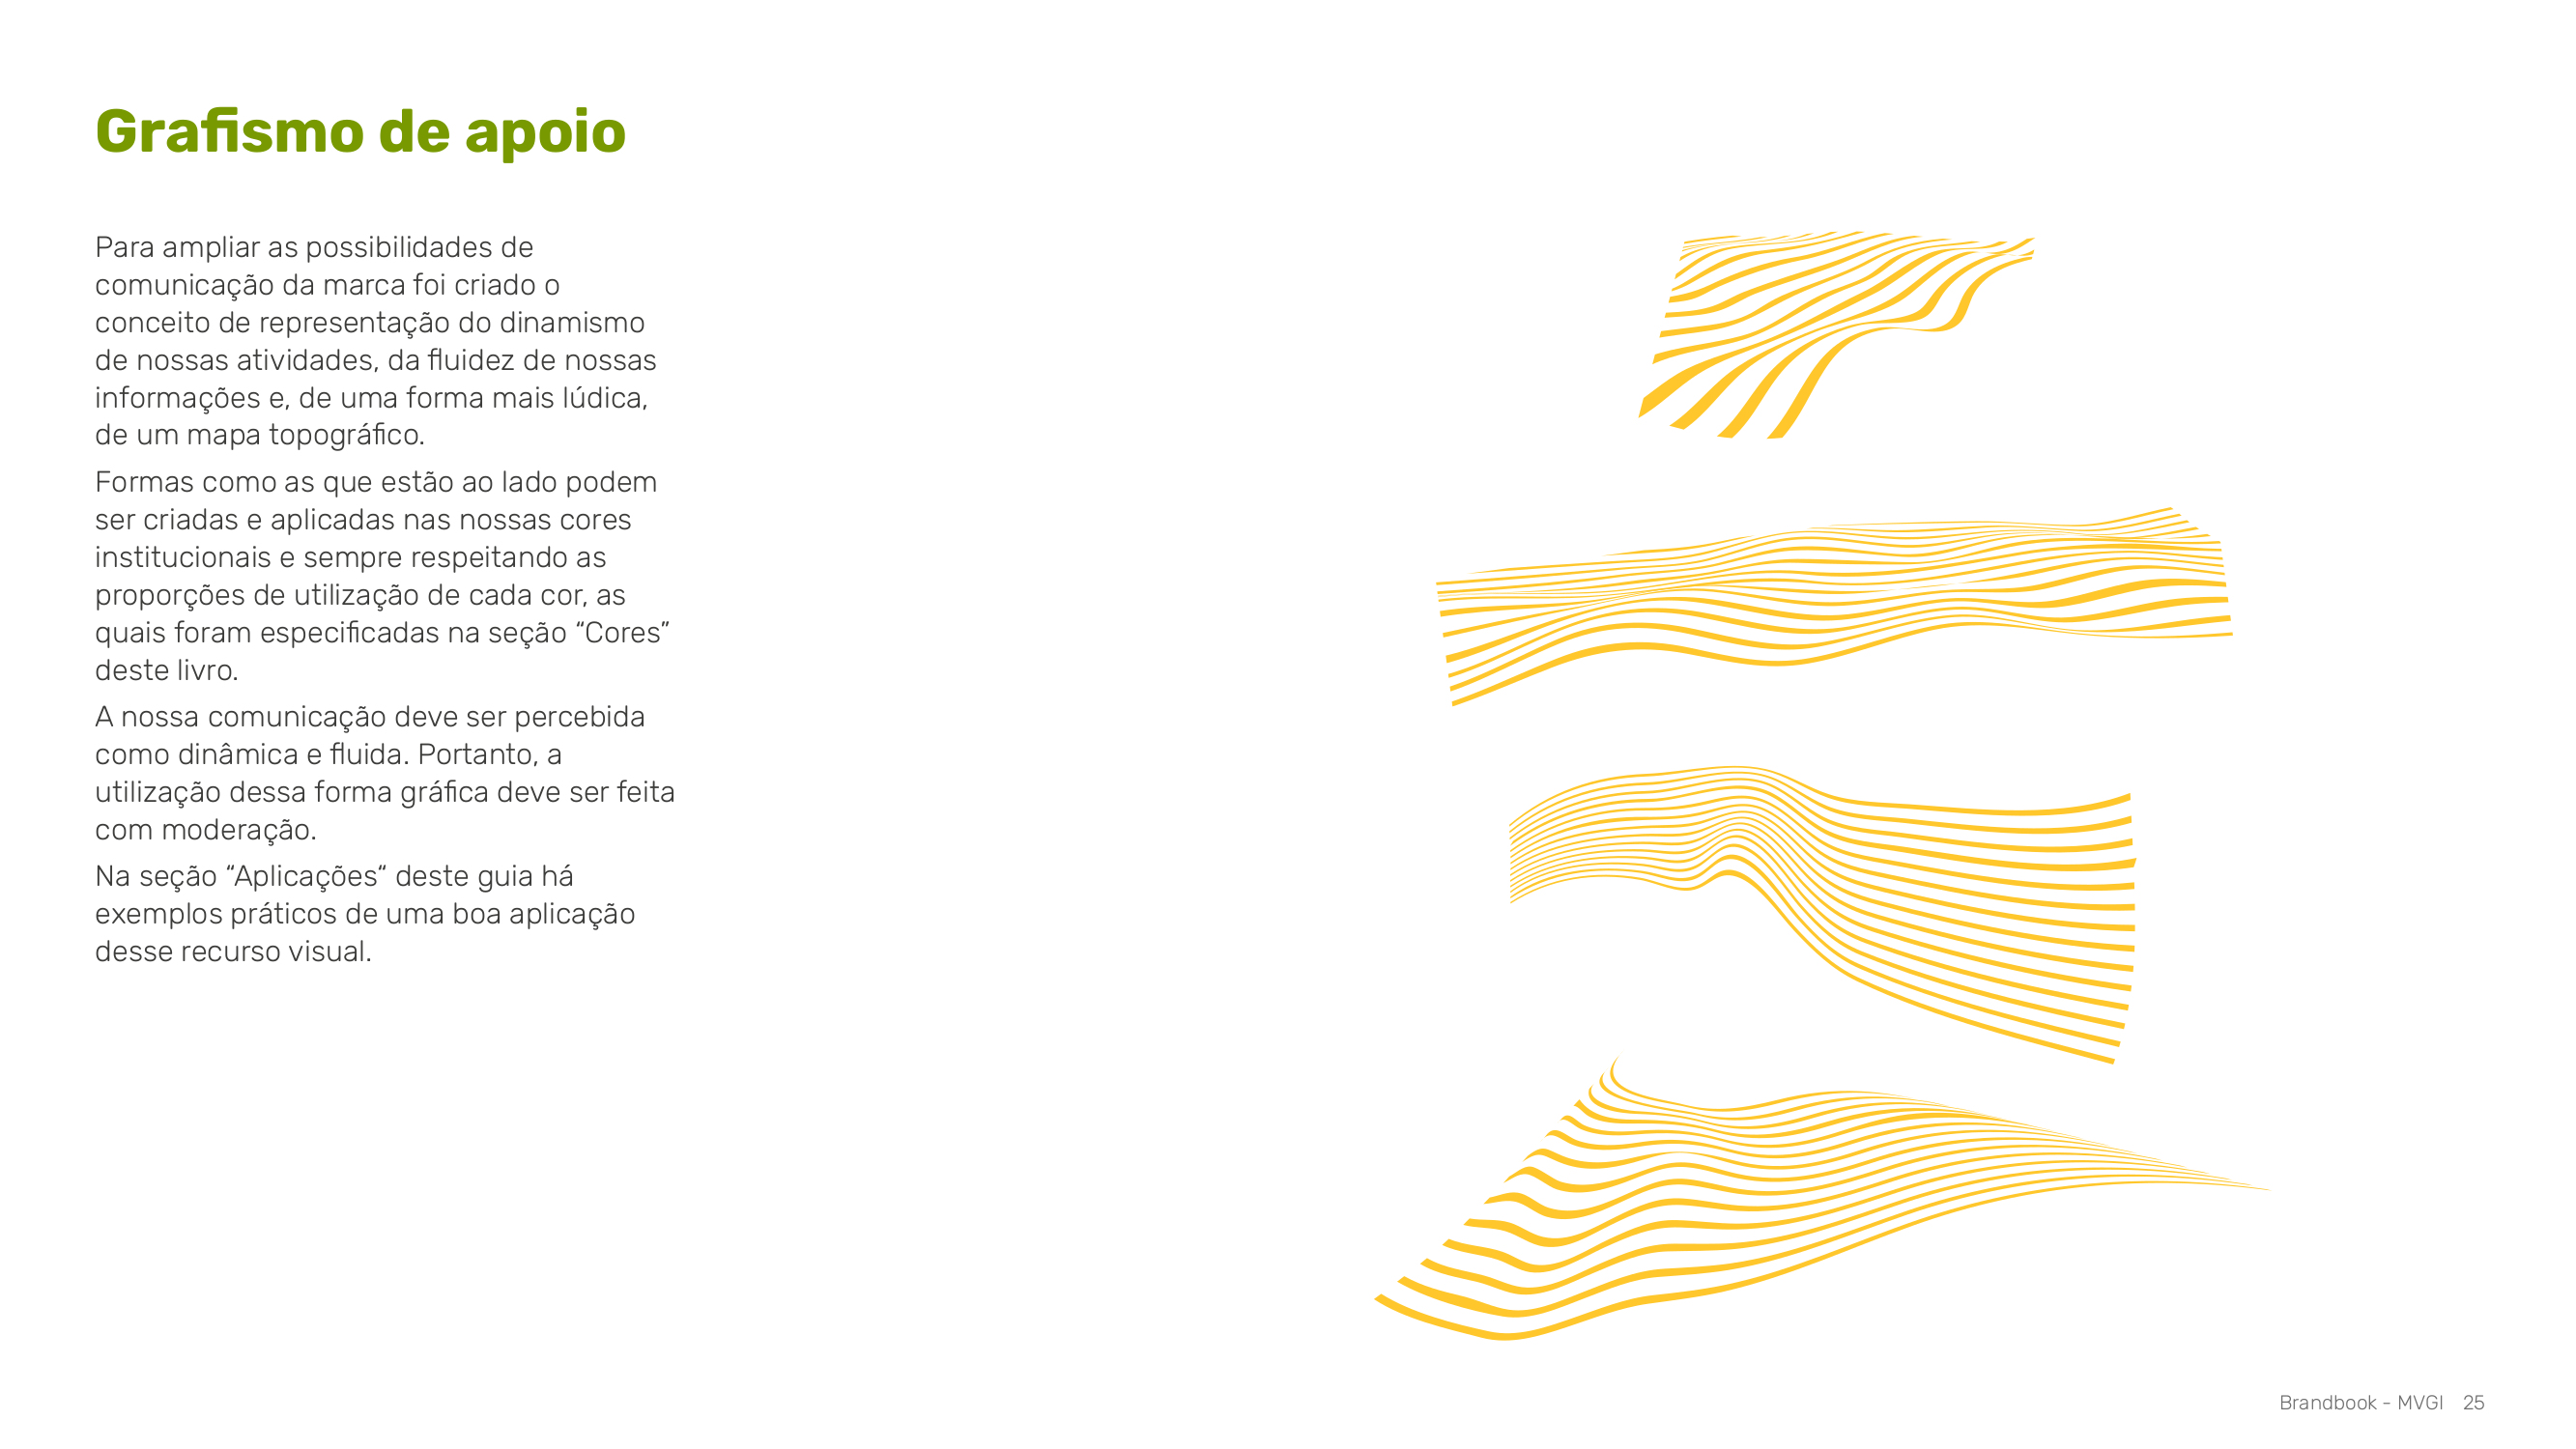 Grafismo de apoio
Para ampliar as possibilidades de
comunicação da marca foi criado o
conceito de representação do dinamismo
de nossas atividades, da fluidez de nossas
informações e, de uma forma mais lúdica,
de um mapa topográfico.
Formas como as que estão ao lado podem
ser criadas e aplicadas nas nossas cores
institucionais e sempre respeitando as
proporções de utilização de cada cor, as
quais foram especificadas na seção “Cores”
deste livro.
A nossa comunicação deve ser percebida
como dinâmica e fluida. Portanto, a
utilização dessa forma gráfica deve ser feita
com moderação.
Na seção “Aplicações“ deste guia há
exemplos práticos de uma boa aplicação
desse recurso visual.
Brandbook - MVGI 25